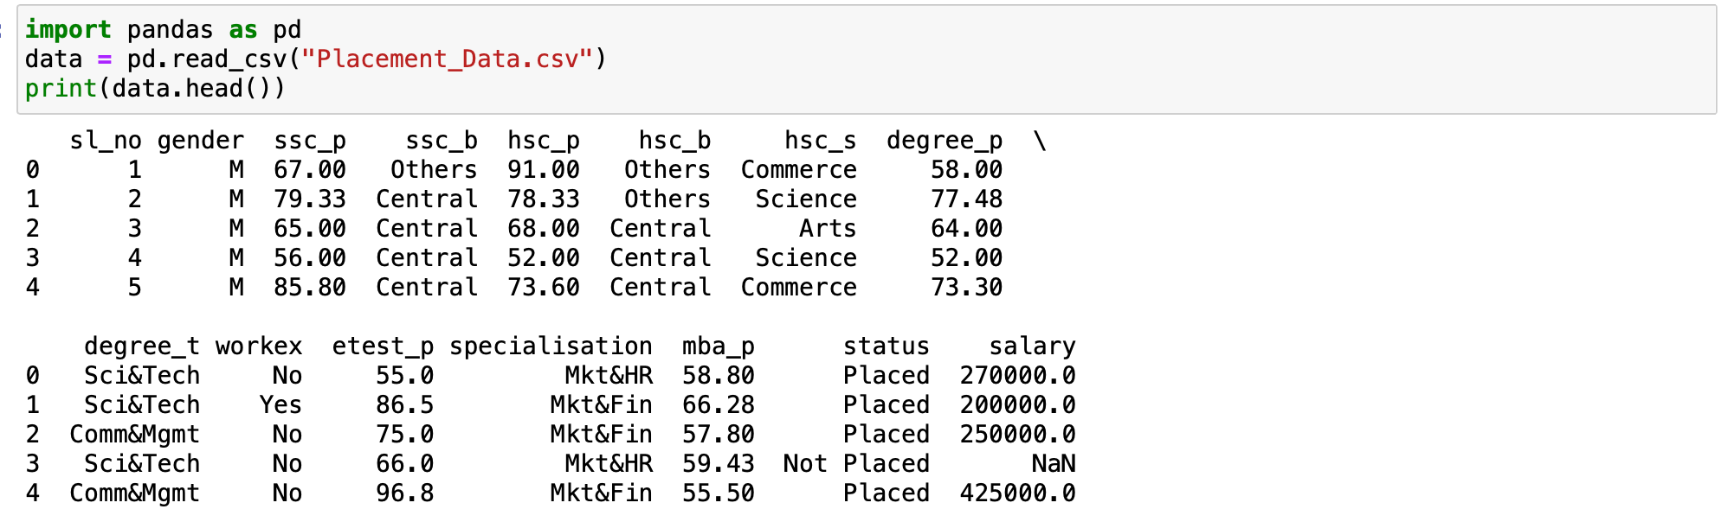 import pandas as pd
data = pd.read_csv("Placement_Data.csv")
print(data.head())
   sl_no gender  ssc_p    ssc_b  hsc_p    hsc_b     hsc_s  degree_p  \
0      1      M  67.00   Others  91.00   Others  Commerce     58.00
1      2      M  79.33  Central  78.33   Others   Science     77.48
2      3      M  65.00  Central  68.00  Central      Arts     64.00
3      4      M  56.00  Central  52.00  Central   Science     52.00
4      5      M  85.80  Central  73.60  Central  Commerce     73.30
    degree_t workex  etest_p specialisation  mba_p      status    salary
0   Sci&Tech     No     55.0         Mkt&HR  58.80      Placed  270000.0
1   Sci&Tech    Yes     86.5        Mkt&Fin  66.28      Placed  200000.0
2  Comm&Mgmt     No     75.0        Mkt&Fin  57.80      Placed  250000.0
3   Sci&Tech     No     66.0         Mkt&HR  59.43  Not Placed       NaN
4  Comm&Mgmt     No     96.8        Mkt&Fin  55.50      Placed  425000.0